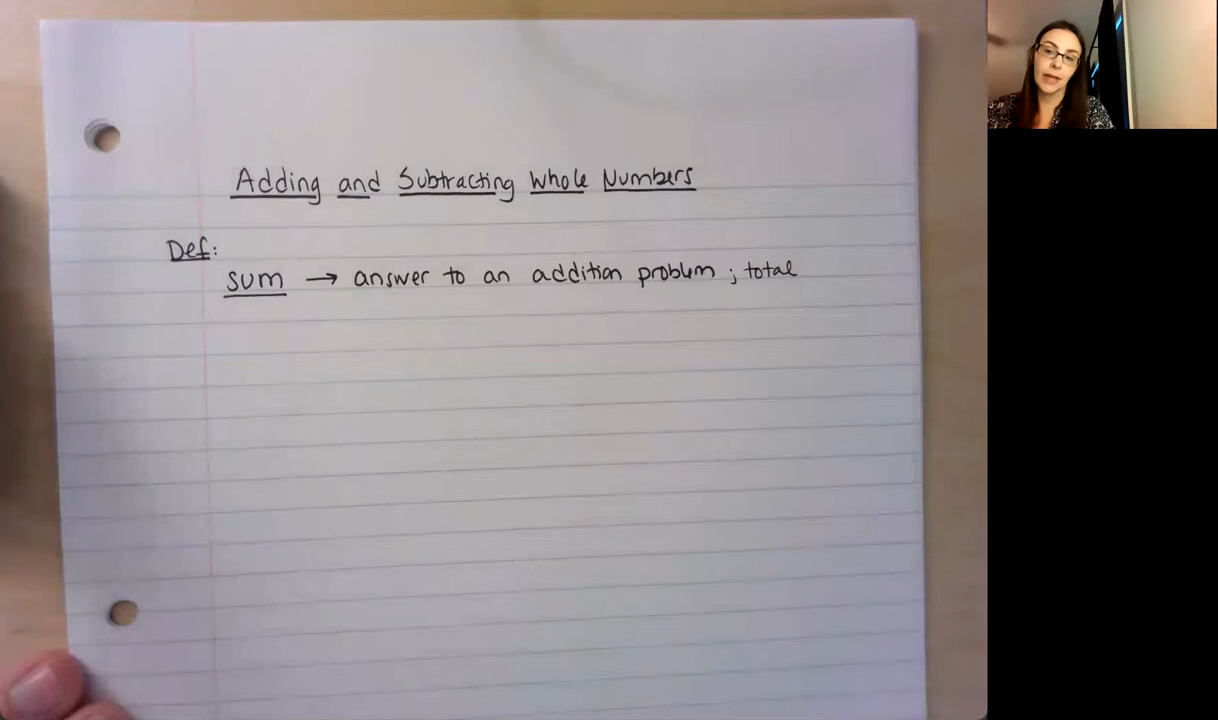 Adding and Subtracting Whole Numbers
Def:
sum → answer to an addition problem ; total